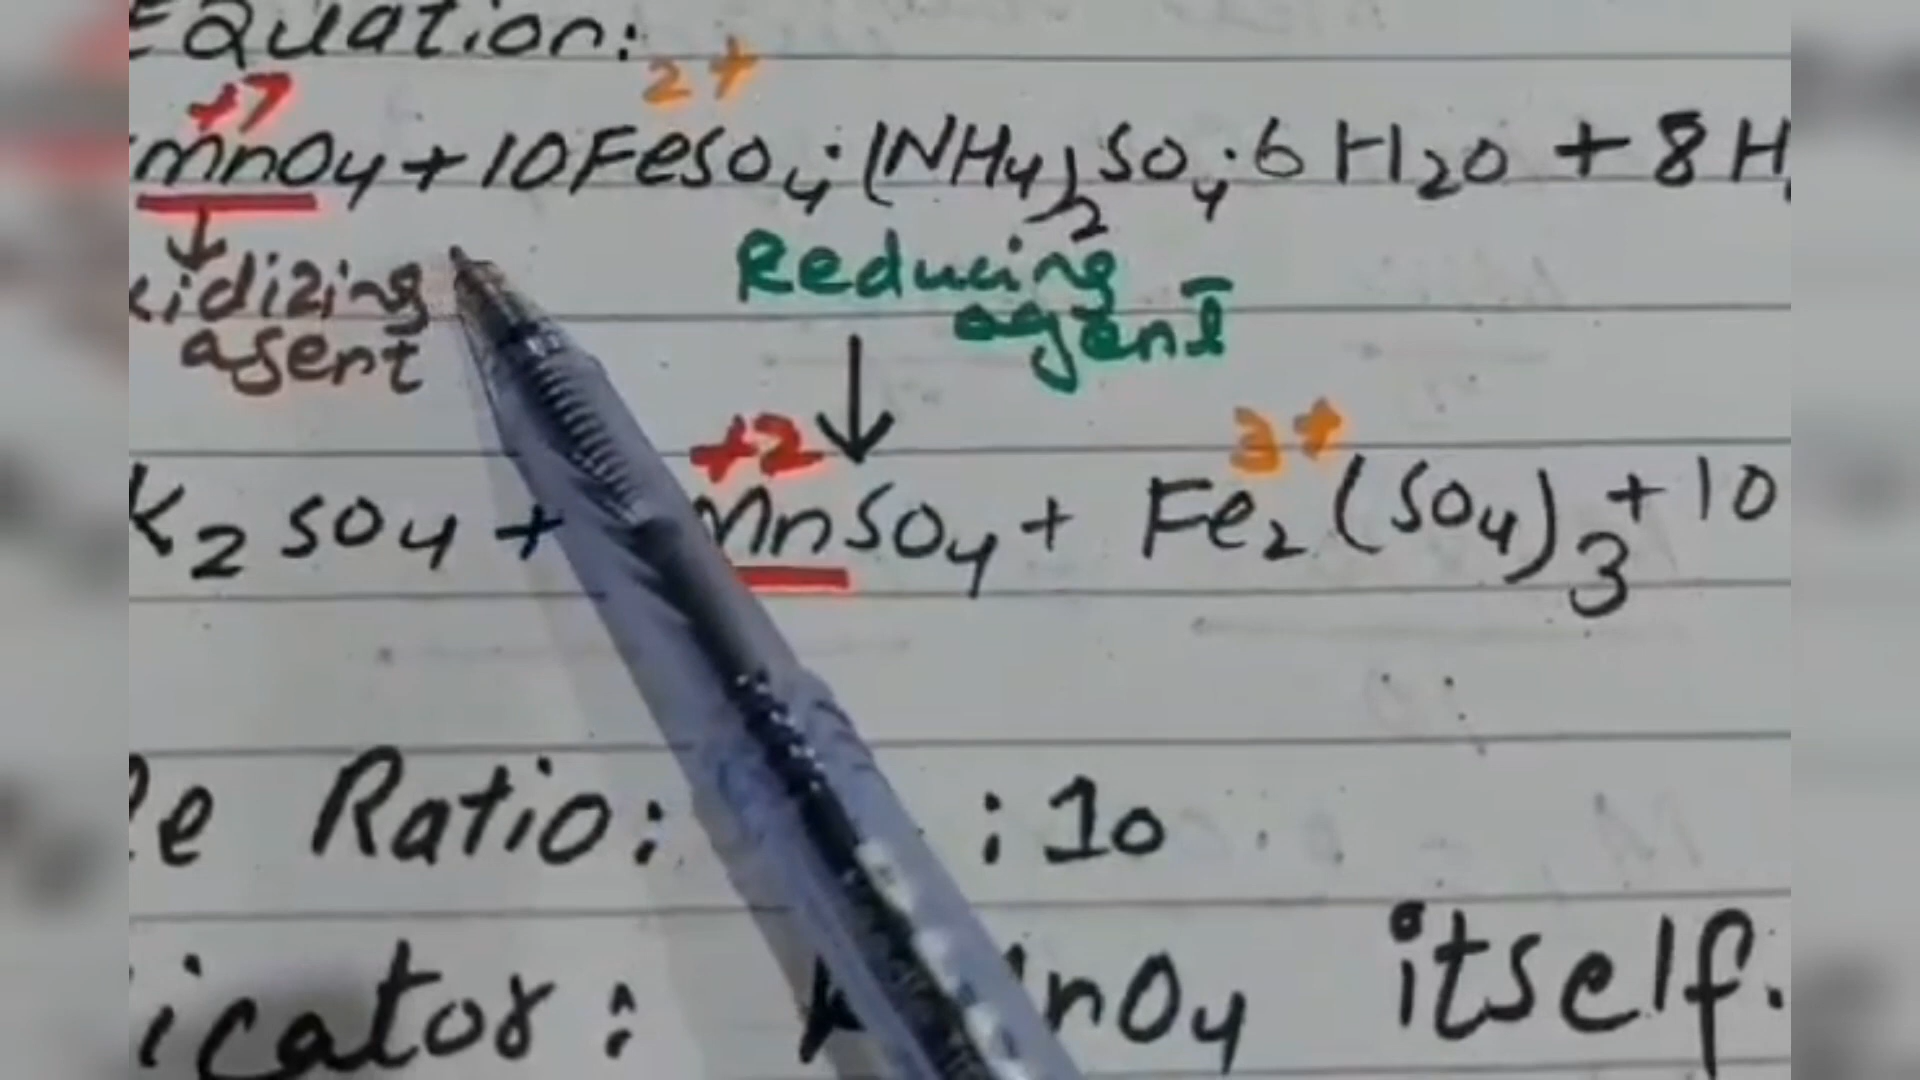 Equation:
+7 2+
MnO4 + 10FeSO4.(NH4)2SO4.6H2O + 8H
Reducing
xidizing agent
agent
+2 3+
K2SO4 + MnSO4 + Fe2(SO4)3 + 10
le Ratio: :10
icator: KMnO4 itself.